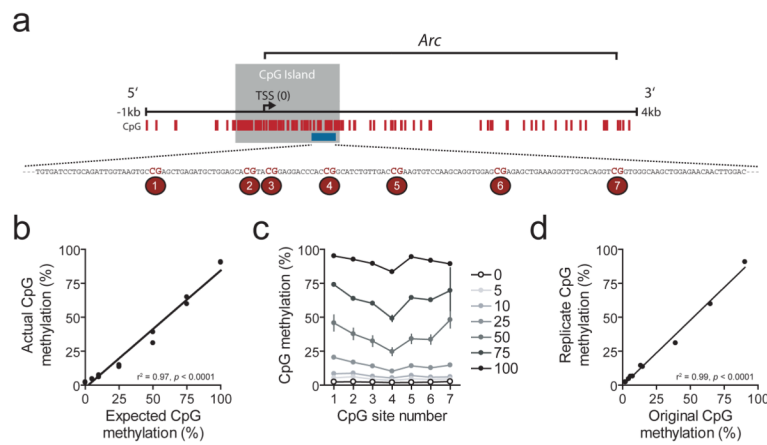 a
Arc
CpG Island
5′
TSS (0)
3′
-1kb
4kb
CpG
---TGTGATCCTGCAGATTGGTAAGTGCCGAGCTGAGATGCTGGAGCACGTACGGAGGACCCACCGGCATCTGTTGACCGAAGTGTCCAAGCAGGTGGAGCGAGAGCTGAAAGGGTTGCACAGGTCGGTGGGCAAGCTGGAGAACAACTTGGAC---
1 2 3 4 5 6 7
b
Actual CpG
methylation (%)
100
75
50
25
0
0 25 50 75 100
r² = 0.97, p < 0.0001
Expected CpG
methylation (%)
c
CpG methylation (%)
100
75
50
25
0
1 2 3 4 5 6 7
CpG site number
0
5
10
25
50
75
100
d
Replicate CpG
methylation (%)
100
75
50
25
0
0 25 50 75 100
r² = 0.99, p < 0.0001
Original CpG
methylation (%)